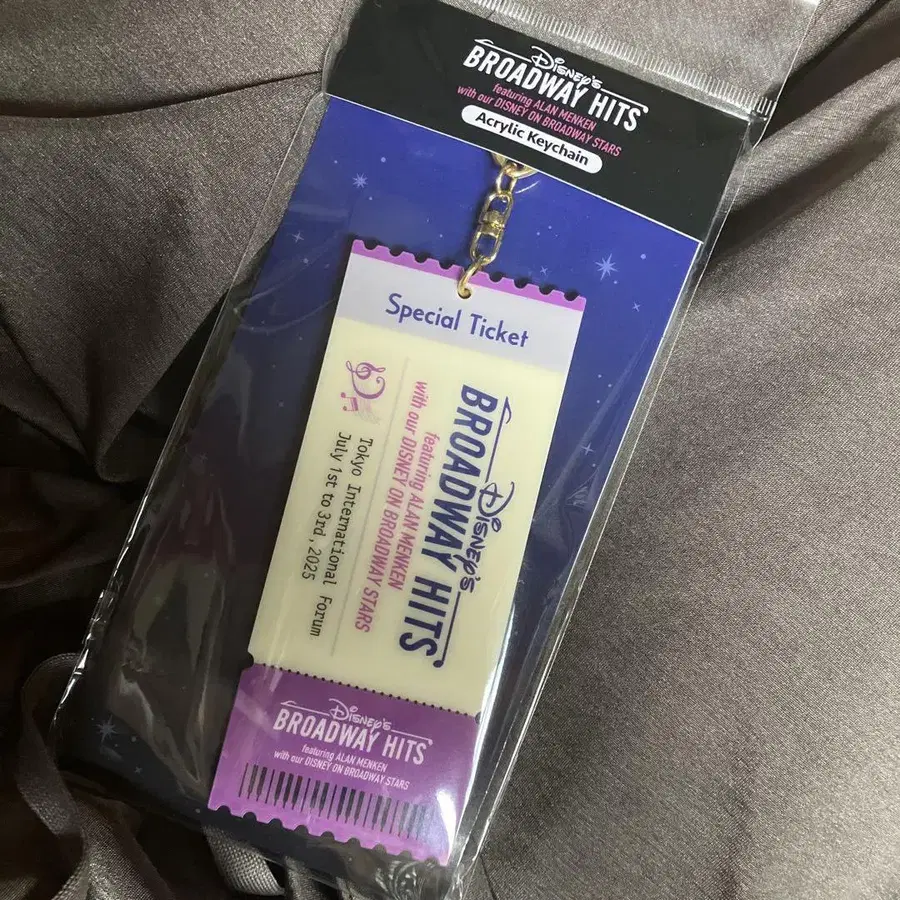 Disney's
BROADWAY HITS
featuring ALAN MENKEN
with our DISNEY ON BROADWAY STARS
Acrylic Keychain
Special Ticket
Disney's
BROADWAY HITS
featuring ALAN MENKEN
with our DISNEY ON BROADWAY STARS
Tokyo International Forum
July 1st to 3rd, 2025
Disney's
BROADWAY HITS
featuring ALAN MENKEN
with our DISNEY ON BROADWAY STARS